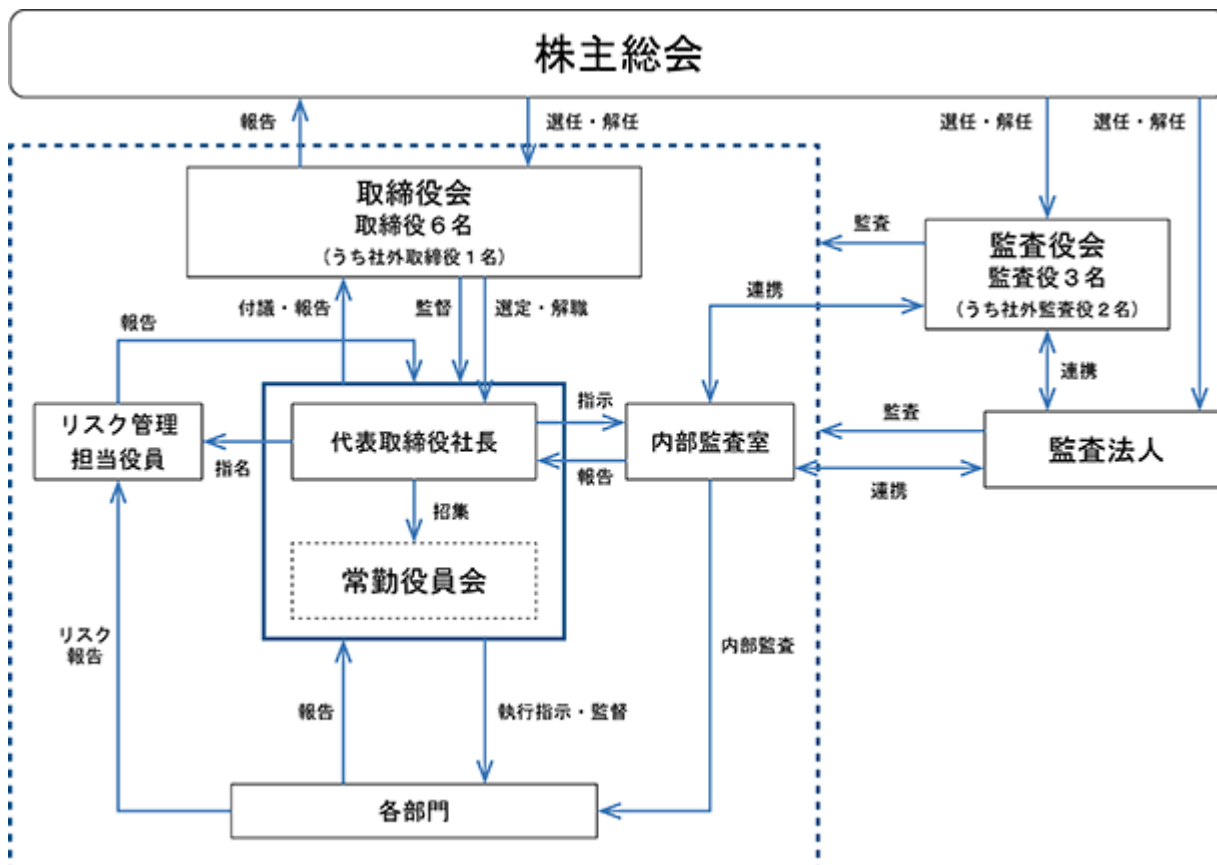 株主総会
報告
選任・解任
選任・解任
選任・解任
取締役会
取締役６名
（うち社外取締役１名）
監査
監査役会
監査役３名
（うち社外監査役２名）
連携
付議・報告
監督
選定・解職
報告
連携
リスク管理
担当役員
指名
代表取締役社長
指示
報告
内部監査室
監査
連携
監査法人
招集
常勤役員会
リスク
報告
内部監査
報告
執行指示・監督
各部門